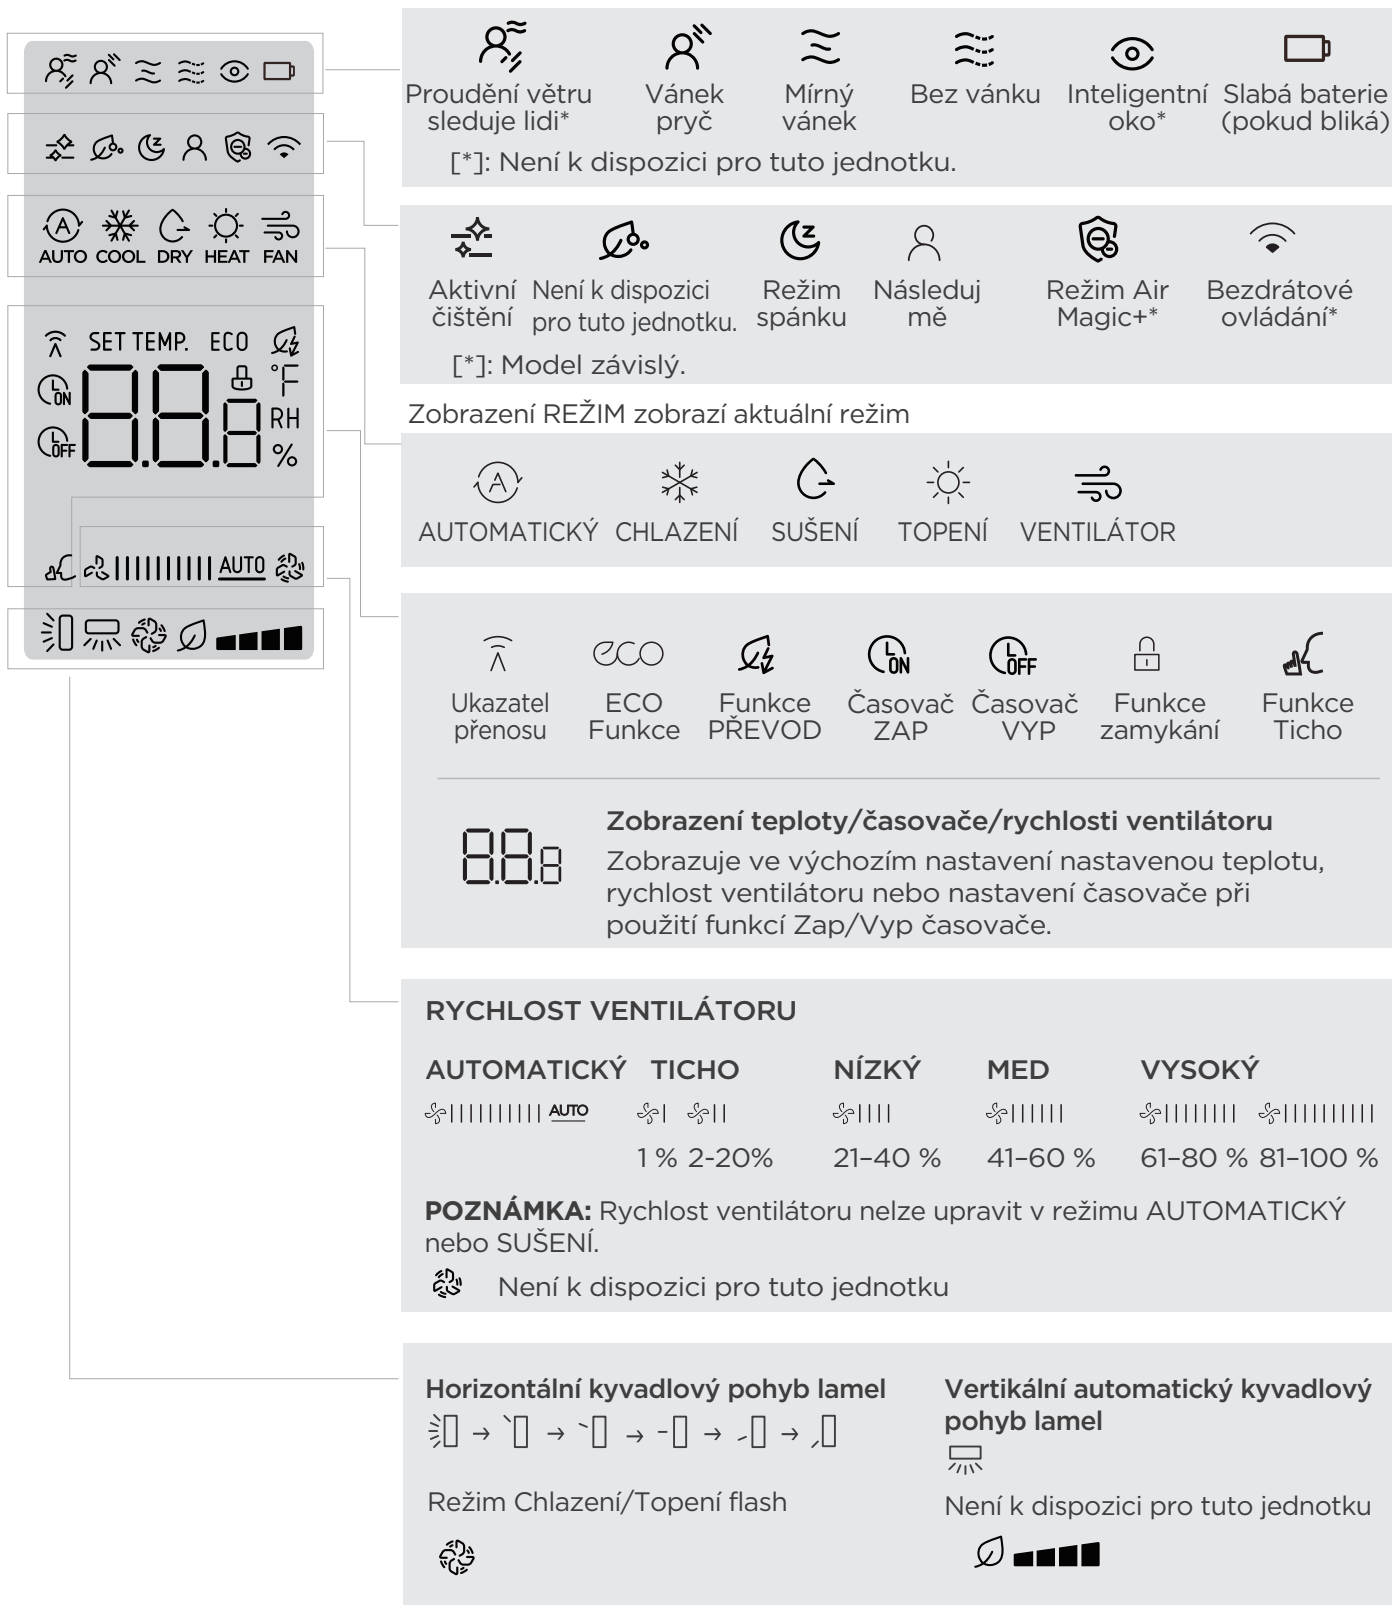 AUTO COOL DRY HEAT FAN
SET TEMP. ECO
ON
°F
RH
OFF
%
AUTO
Proudění větru sleduje lidi*
Vánek pryč
Mírný vánek
Bez vánku
Inteligentní oko*
Slabá baterie (pokud bliká)
[*]: Není k dispozici pro tuto jednotku.
Aktivní čištění
Není k dispozici pro tuto jednotku.
Režim spánku
Následuj mě
Režim Air Magic+*
Bezdrátové ovládání*
[*]: Model závislý.
Zobrazení REŽIM zobrazí aktuální režim
AUTOMATICKÝ CHLAZENÍ SUŠENÍ TOPENÍ VENTILÁTOR
eco
ON
OFF
Ukazatel přenosu
ECO Funkce
Funkce PŘEVOD
Časovač ZAP
Časovač VYP
Funkce zamykání
Funkce Ticho
88.8
Zobrazení teploty/časovače/rychlosti ventilátoru
Zobrazuje ve výchozím nastavení nastavenou teplotu,
rychlost ventilátoru nebo nastavení časovače při
použití funkcí Zap/Vyp časovače.
RYCHLOST VENTILÁTORU
AUTOMATICKÝ TICHO NÍZKÝ MED VYSOKÝ
AUTO
1 % 2-20% 21–40 % 41–60 % 61–80 % 81–100 %
POZNÁMKA: Rychlost ventilátoru nelze upravit v režimu AUTOMATICKÝ
nebo SUŠENÍ.
Není k dispozici pro tuto jednotku
Horizontální kyvadlový pohyb lamel
Režim Chlazení/Topení flash
Vertikální automatický kyvadlový
pohyb lamel
Není k dispozici pro tuto jednotku